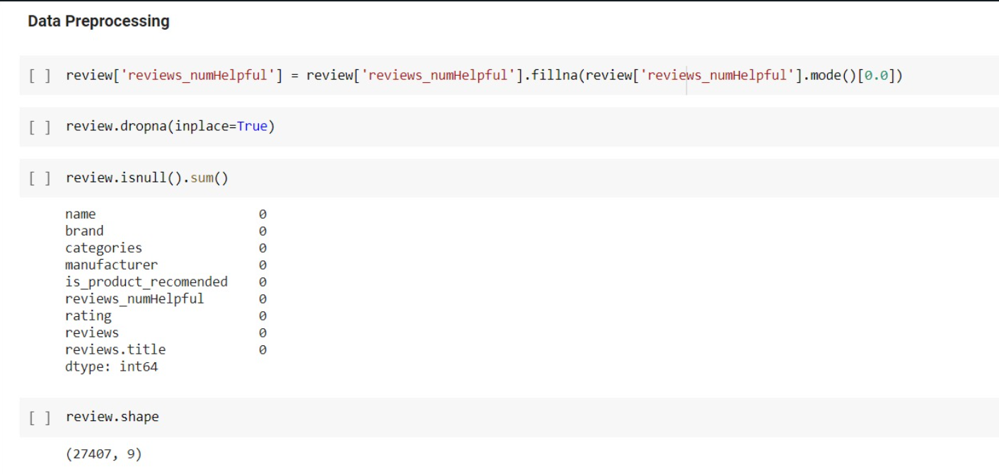 Data Preprocessing
[ ] review['reviews_numHelpful'] = review['reviews_numHelpful'].fillna(review['reviews_numHelpful'].mode()[0.0])
[ ] review.dropna(inplace=True)
[ ] review.isnull().sum()
name 0
brand 0
categories 0
manufacturer 0
is_product_recomended 0
reviews_numHelpful 0
rating 0
reviews 0
reviews.title 0
dtype: int64
[ ] review.shape
(27407, 9)